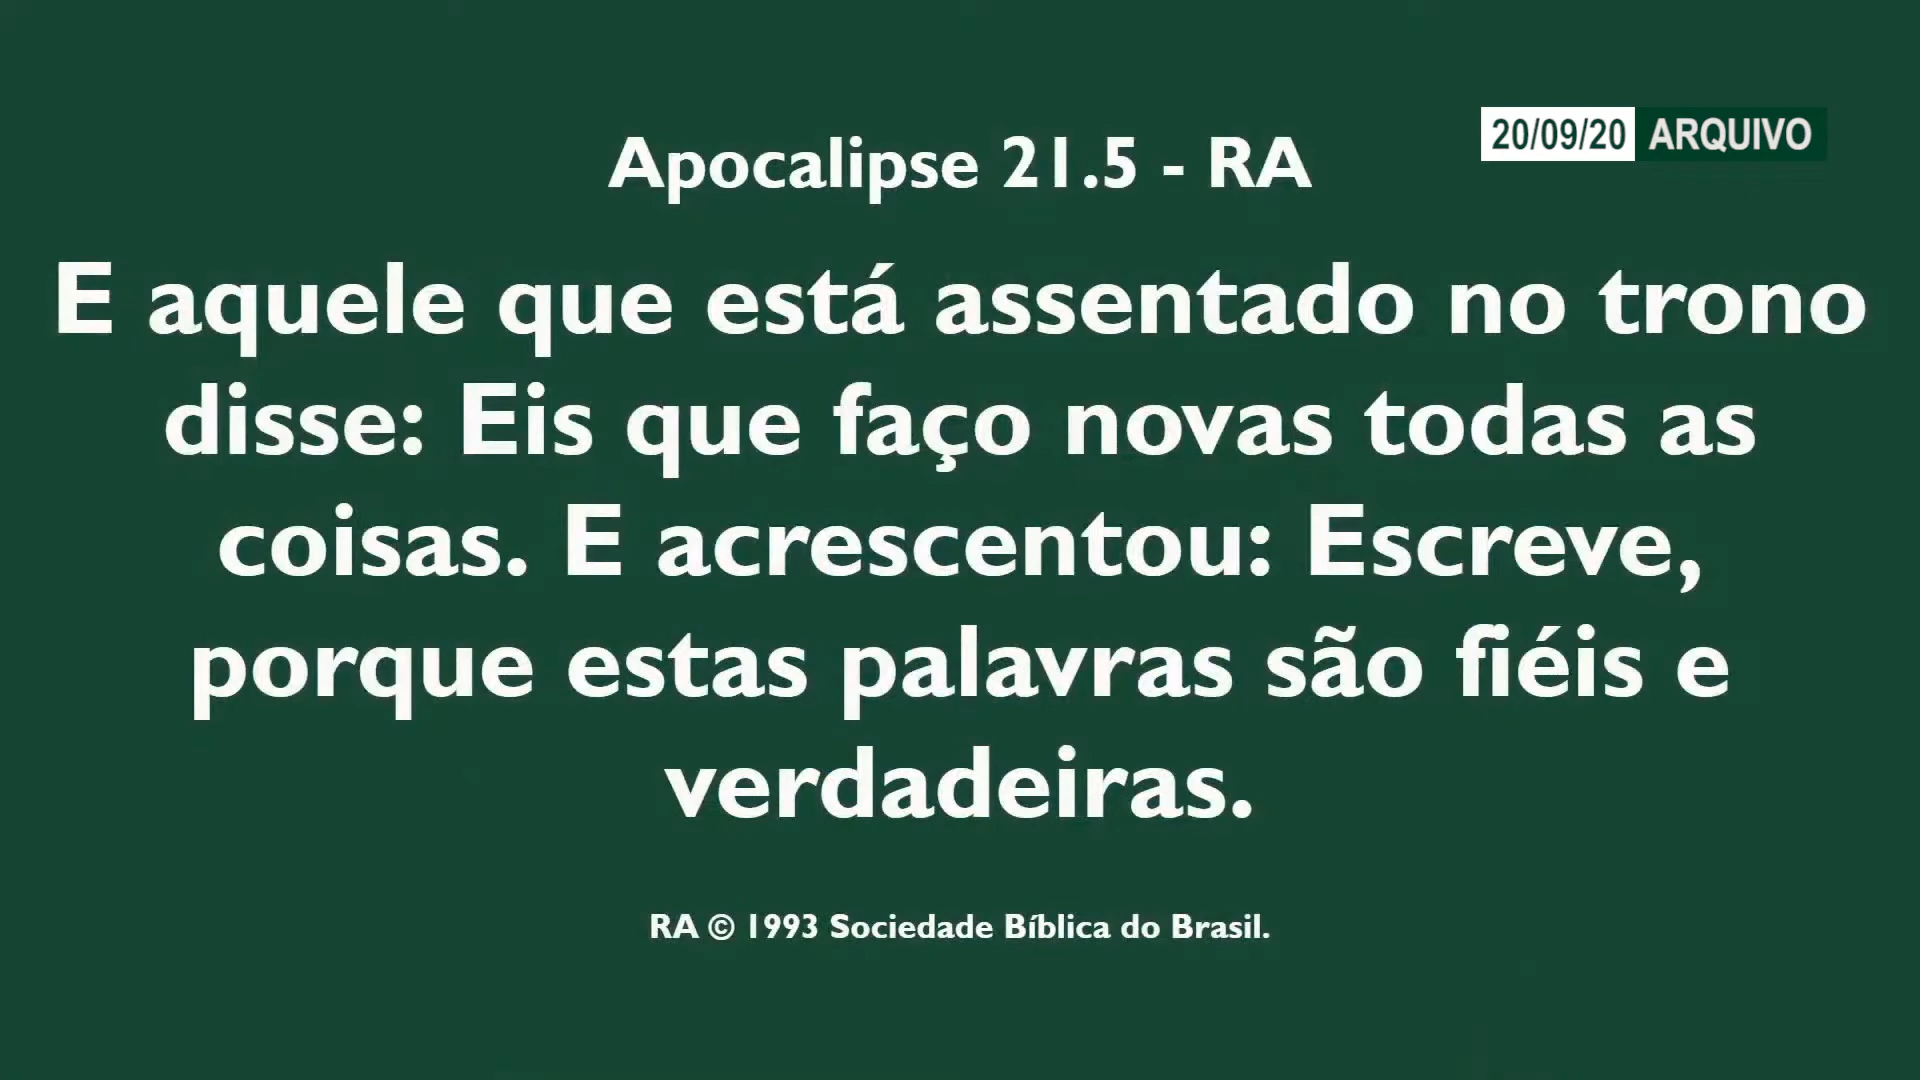 20/09/20 ARQUIVO
Apocalipse 21.5 - RA
E aquele que está assentado no trono
disse: Eis que faço novas todas as
coisas. E acrescentou: Escreve,
porque estas palavras são fiéis e
verdadeiras.
RA © 1993 Sociedade Bíblica do Brasil.